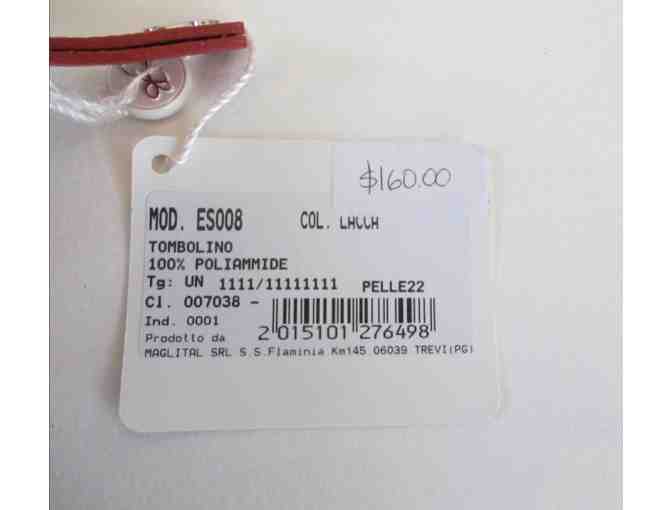 $160.00
MOD. ES008 COL. LACCA
TOMBOLINO
100% POLIAMMIDE
Tg: UN 1111/11111111 PELLE22
Cl. 007038 -
Ind. 0001
2 015101 276498
Prodotto da
MAGLITAL SRL S.S.Flaminia Km145 06039 TREVI(PG)